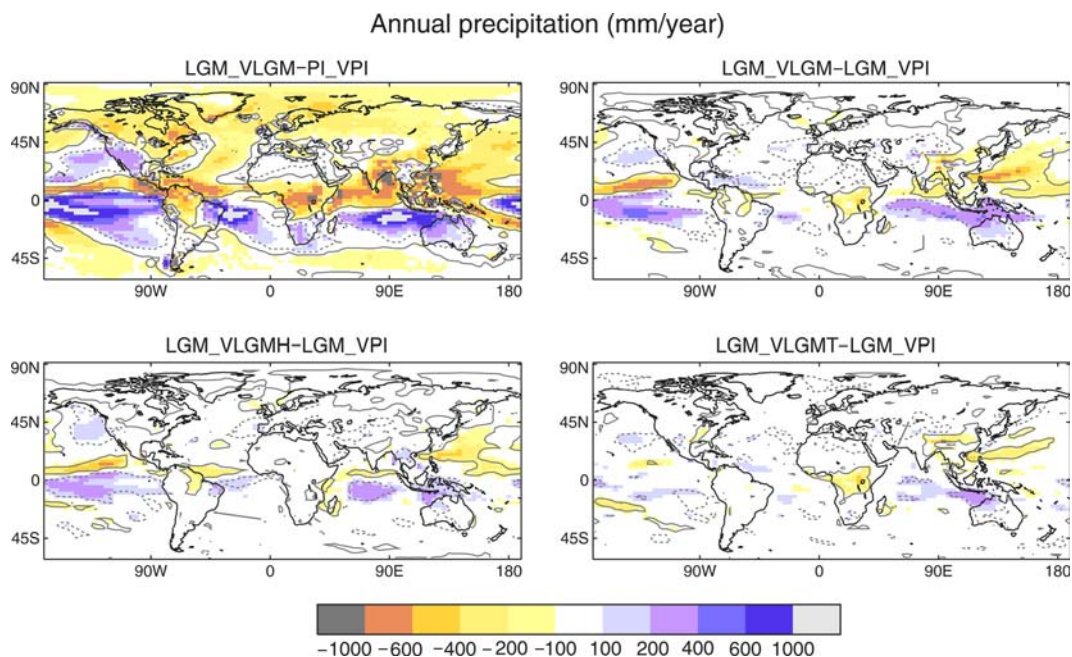 Annual precipitation (mm/year)
LGM_VLGM−PI_VPI
LGM_VLGM−LGM_VPI
90N
45N
0
45S
90W 0 90E 180
90N
45N
0
45S
90W 0 90E 180
LGM_VLGMH−LGM_VPI
LGM_VLGMT−LGM_VPI
90N
45N
0
45S
90W 0 90E 180
90N
45N
0
45S
90W 0 90E 180
−1000 −600 −400 −200 −100 100 200 400 600 1000